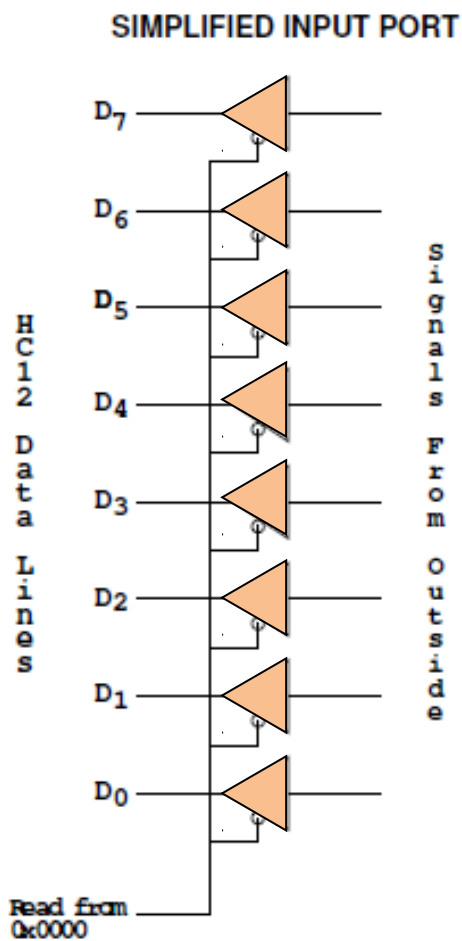 SIMPLIFIED INPUT PORT
D7
D6
D5
D4
D3
D2
D1
D0
HC12 Data Lines
Signals From Outside
Read from
0x0000